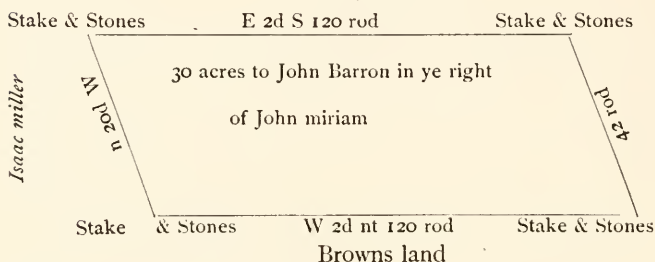 Stake & Stones E 2d S 120 rod Stake & Stones
30 acres to John Barron in ye right
of John miriam
Isaac miller
n 20d W
42 rod
Stake & Stones W 2d nt 120 rod Stake & Stones
Browns land